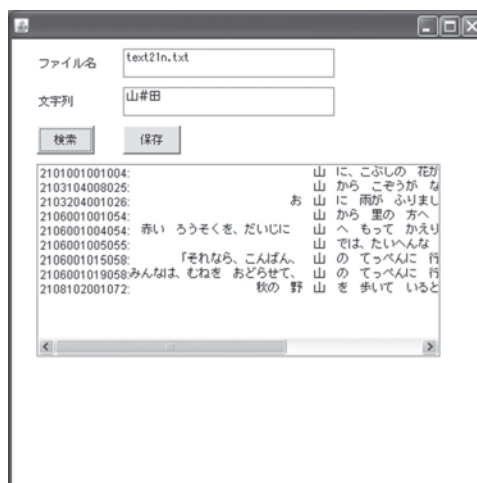 ファイル名 text21n.txt
文字列 山#田
検索 保存
2101001001004: 山 に、こぶしの 花が
2103104008025: 山 から こぞうが な
2103204001026: お 山 に 雨が ふりまし
2106001001054: 山 から 里の 方へ
2106001004054: 赤い ろうそくを、だいじに 山 へ もって かえり
2106001005055: 山 では、たいへんな
2106001015058: 「それなら、こんばん、 山 の てっぺんに 行
2106001019058:みんなは、むねを おどらせて、 山 の てっぺんに 行
2108102001072: 秋の 野 山 を 歩いて いると